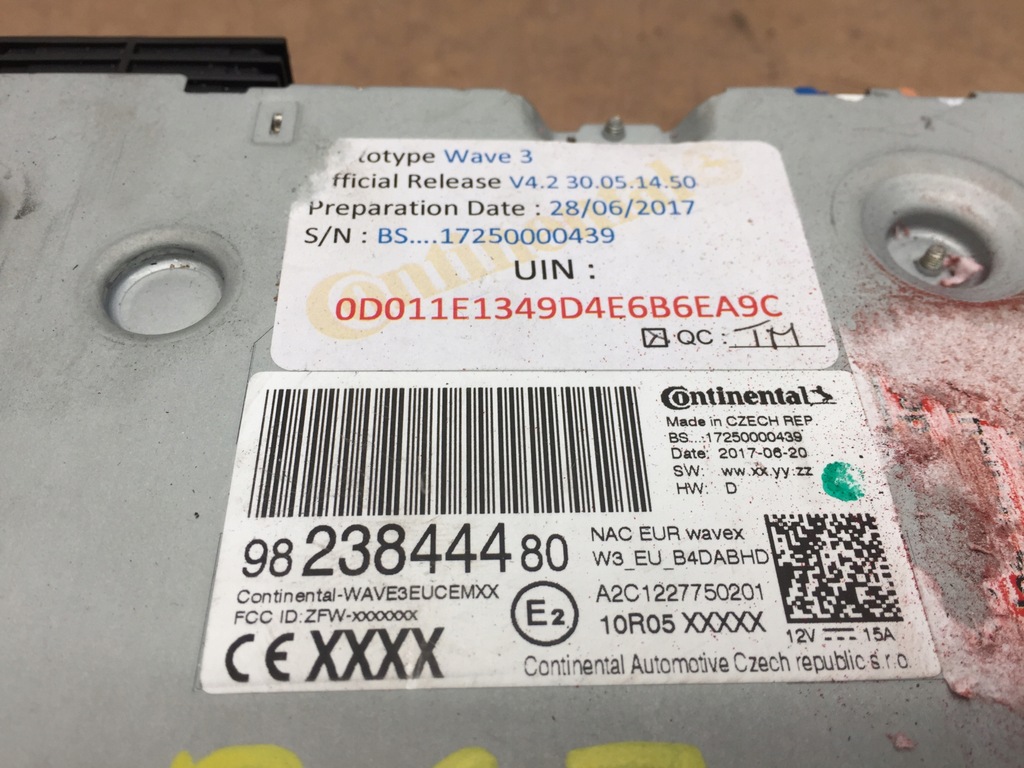 totype Wave 3
fficial Release V4.2 30.05.14.50
Preparation Date : 28/06/2017
S/N : BS....17250000439
UIN :
0D011E1349D4E6B6EA9C
QC : TM
Continental
Made in CZECH REP.
BS...:17250000439
Date: 2017-06-20
SW: ww.xx.yy.zz
HW: D
98 238444 80
NAC EUR wavex
W3_EU_B4DABHD
Continental-WAVE3EUCEMXX
A2C1227750201
FCC ID:ZFW-xxxxxxx
E2
10R05 XXXXX
12V 15A
CE XXXX
Continental Automotive Czech republic s.r.o.